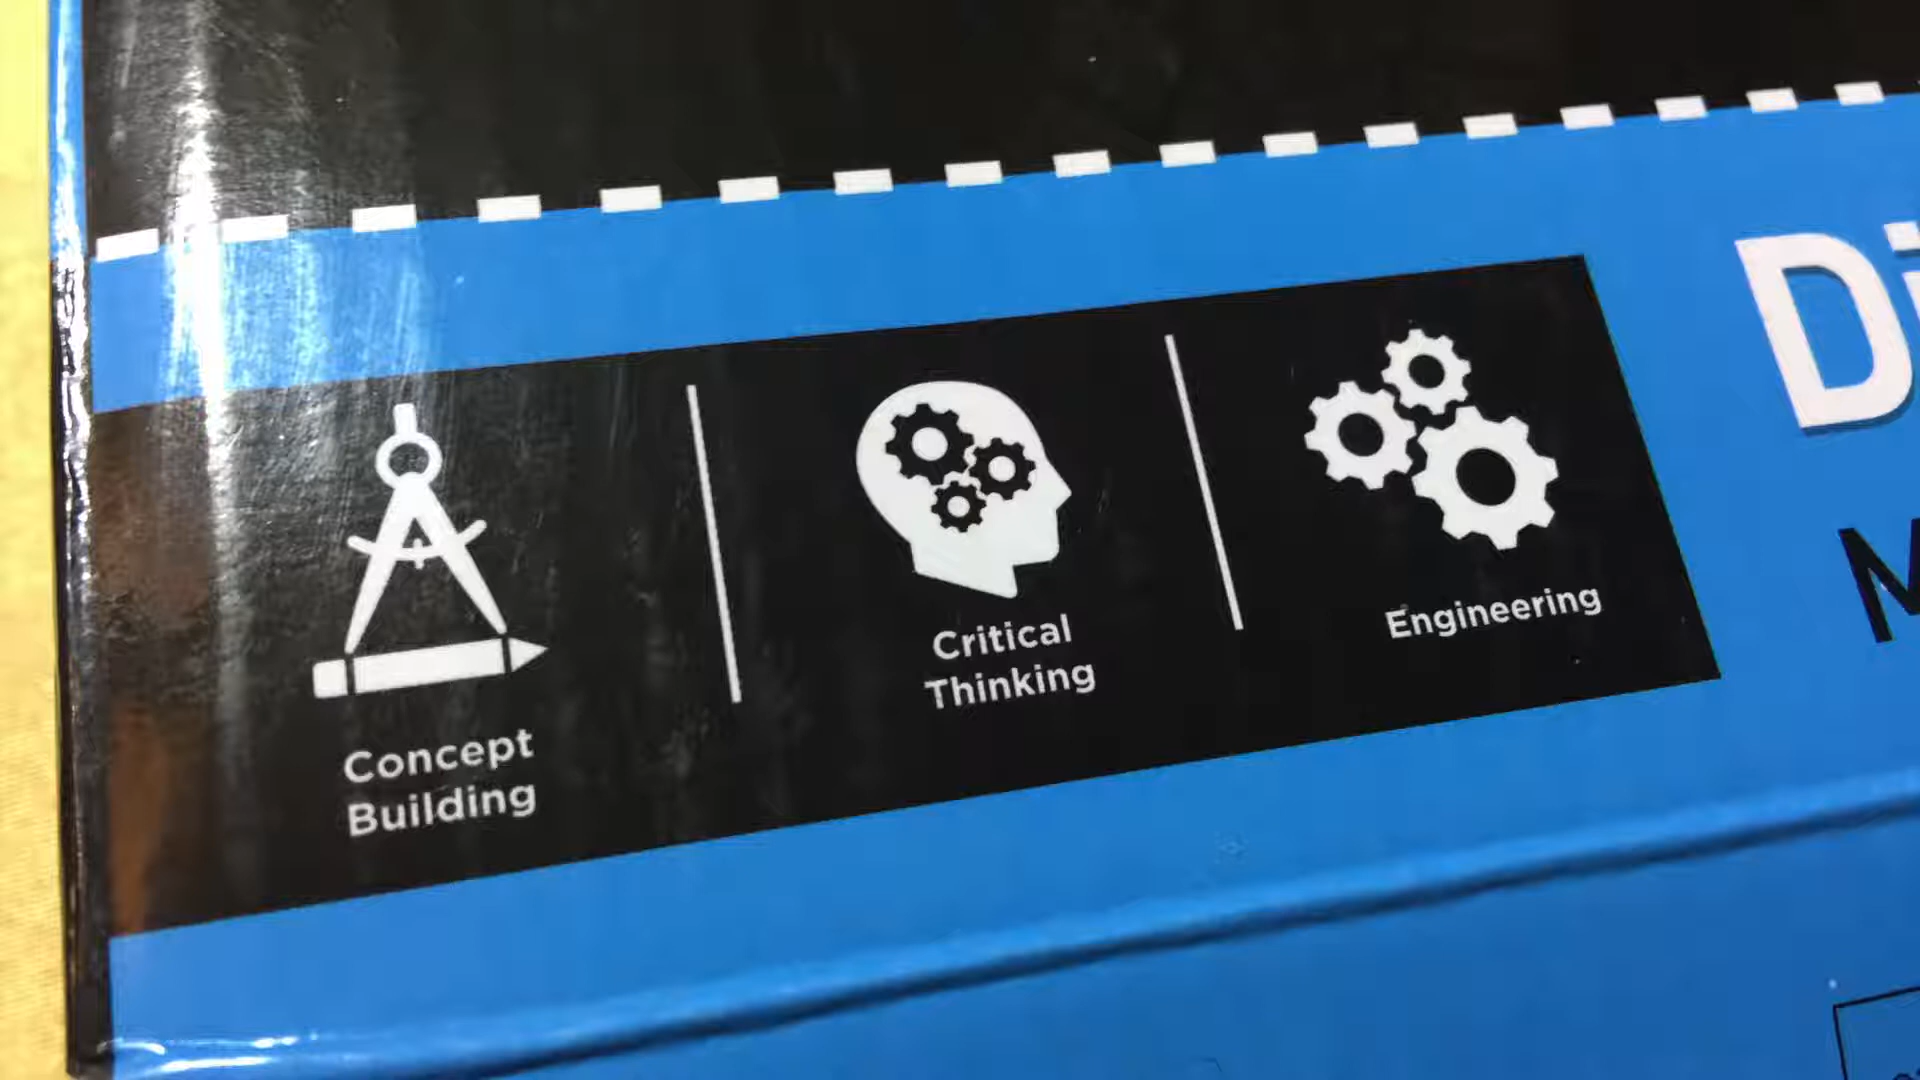 Concept
Building
Critical
Thinking
Engineering